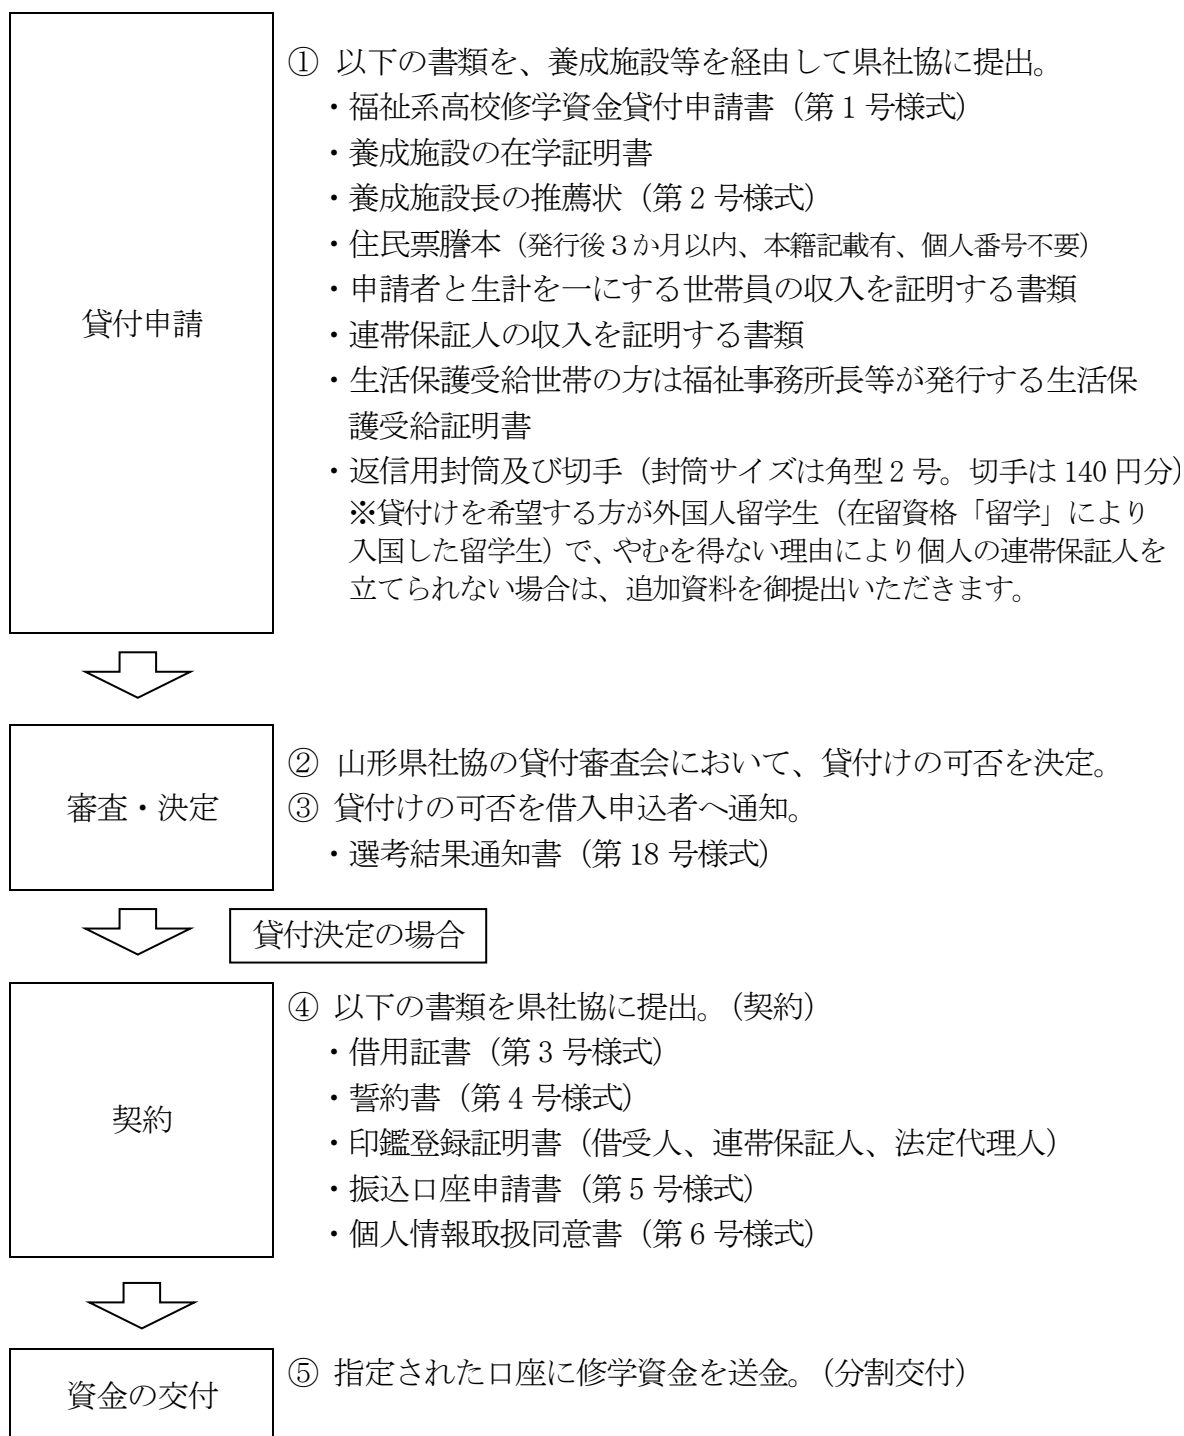 貸付申請
① 以下の書類を、養成施設等を経由して県社協に提出。
・福祉系高校修学資金貸付申請書（第1号様式）
・養成施設の在学証明書
・養成施設長の推薦状（第2号様式）
・住民票謄本（発行後３か月以内、本籍記載有、個人番号不要）
・申請者と生計を一にする世帯員の収入を証明する書類
・連帯保証人の収入を証明する書類
・生活保護受給世帯の方は福祉事務所長等が発行する生活保
護受給証明書
・返信用封筒及び切手（封筒サイズは角型2号。切手は140円分）
※貸付けを希望する方が外国人留学生（在留資格「留学」により
入国した留学生）で、やむを得ない理由により個人の連帯保証人を
立てられない場合は、追加資料を御提出いただきます。
審査・決定
② 山形県社協の貸付審査会において、貸付けの可否を決定。
③ 貸付けの可否を借入申込者へ通知。
・選考結果通知書（第18号様式）
貸付決定の場合
契約
④ 以下の書類を県社協に提出。（契約）
・借用証書（第3号様式）
・誓約書（第4号様式）
・印鑑登録証明書（借受人、連帯保証人、法定代理人）
・振込口座申請書（第5号様式）
・個人情報取扱同意書（第6号様式）
資金の交付
⑤ 指定された口座に修学資金を送金。（分割交付）